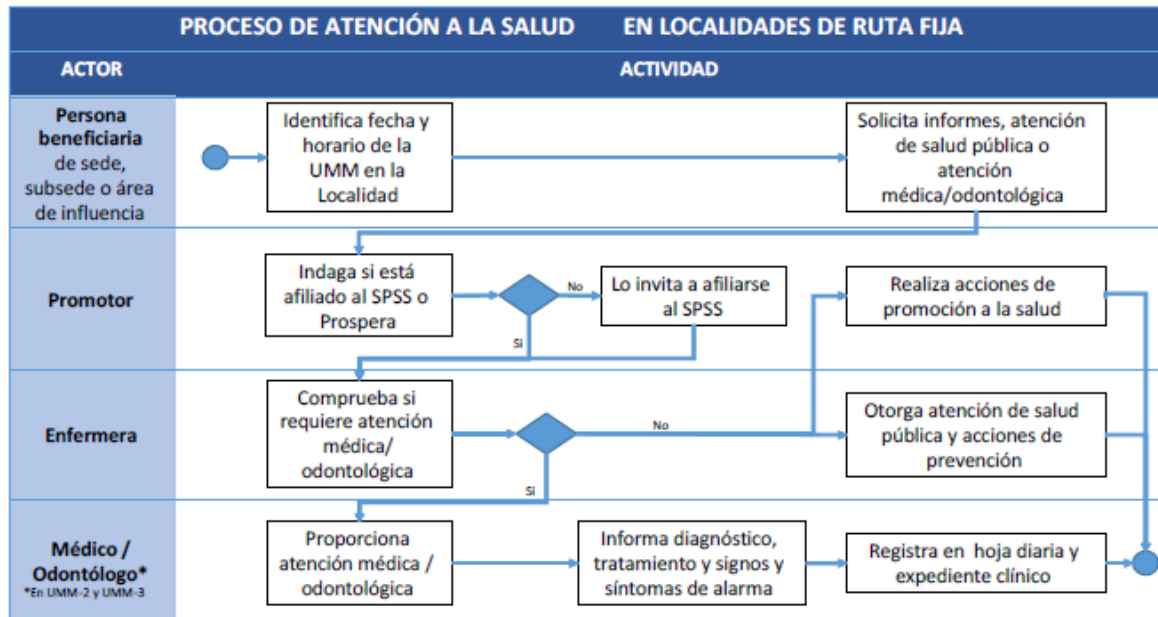 PROCESO DE ATENCIÓN A LA SALUD EN LOCALIDADES DE RUTA FIJA
ACTOR
ACTIVIDAD
Persona
beneficiaria
de sede,
subsede o área
de influencia
Identifica fecha y
horario de la
UMM en la
Localidad
Solicita informes, atención
de salud pública o
atención
médica/odontológica
Promotor
Indaga si está
afiliado al SPSS o
Prospera
No
Si
Lo invita a afiliarse
al SPSS
Realiza acciones de
promoción a la salud
Enfermera
Comprueba si
requiere atención
médica/
odontológica
No
Si
Otorga atención de salud
pública y acciones de
prevención
Médico /
Odontólogo*
*En UMM-2 y UMM-3
Proporciona
atención médica /
odontológica
Informa diagnóstico,
tratamiento y signos y
síntomas de alarma
Registra en hoja diaria y
expediente clínico